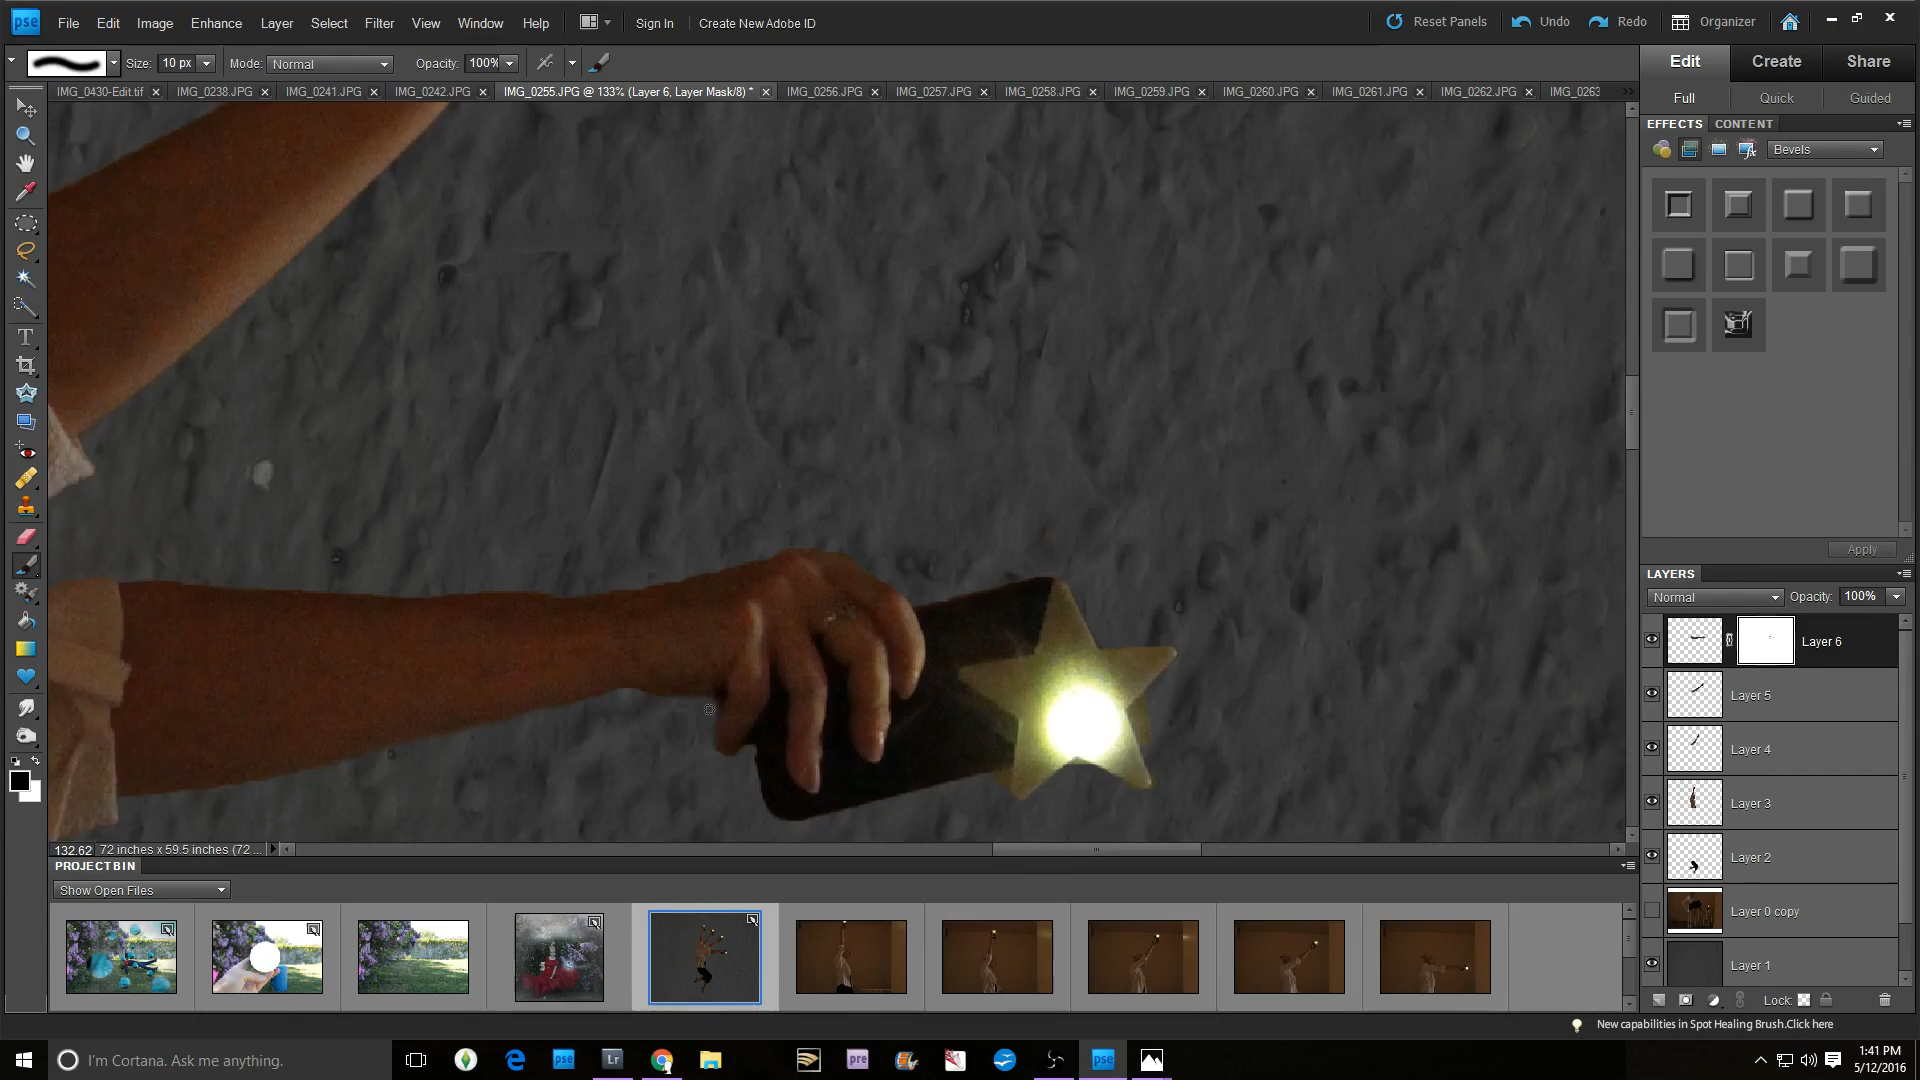 pse File Edit Image Enhance Layer Select Filter View Window Help Sign In Create New Adobe ID Reset Panels Undo Redo Organizer
Size: 10 px Mode: Normal Opacity: 100%
Edit Create Share
IMG_0430-Edit.tif IMG_0238.JPG IMG_0241.JPG IMG_0242.JPG IMG_0255.JPG @ 133% (Layer 6, Layer Mask/8) * IMG_0256.JPG IMG_0257.JPG IMG_0258.JPG IMG_0259.JPG IMG_0260.JPG IMG_0261.JPG IMG_0262.JPG IMG_0263
Full Quick Guided
EFFECTS CONTENT
Bevels
Apply
LAYERS
Normal Opacity: 100%
Layer 6
Layer 5
Layer 4
Layer 3
Layer 2
Layer 0 copy
Layer 1
Lock:
132.62 72 inches x 59.5 inches (72 ...
PROJECT BIN
Show Open Files
New capabilities in Spot Healing Brush.Click here
I'm Cortana. Ask me anything.
pse Lr pre pse
1:41 PM
5/12/2016